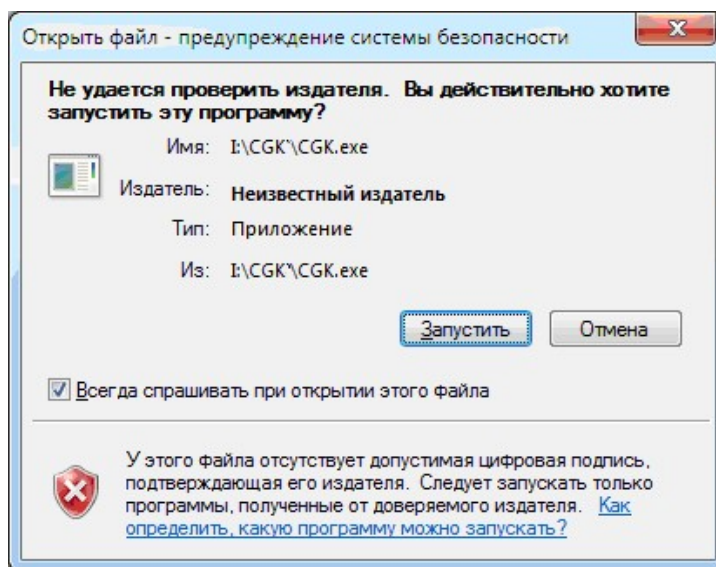 Открыть файл - предупреждение системы безопасности
Не удается проверить издателя. Вы действительно хотите
запустить эту программу?
Имя: I:\CGK`\CGK.exe
Издатель: Неизвестный издатель
Тип: Приложение
Из: I:\CGK`\CGK.exe
Запустить Отмена
Всегда спрашивать при открытии этого файла
У этого файла отсутствует допустимая цифровая подпись,
подтверждающая его издателя. Следует запускать только
программы, полученные от доверяемого издателя. Как
определить, какую программу можно запускать?